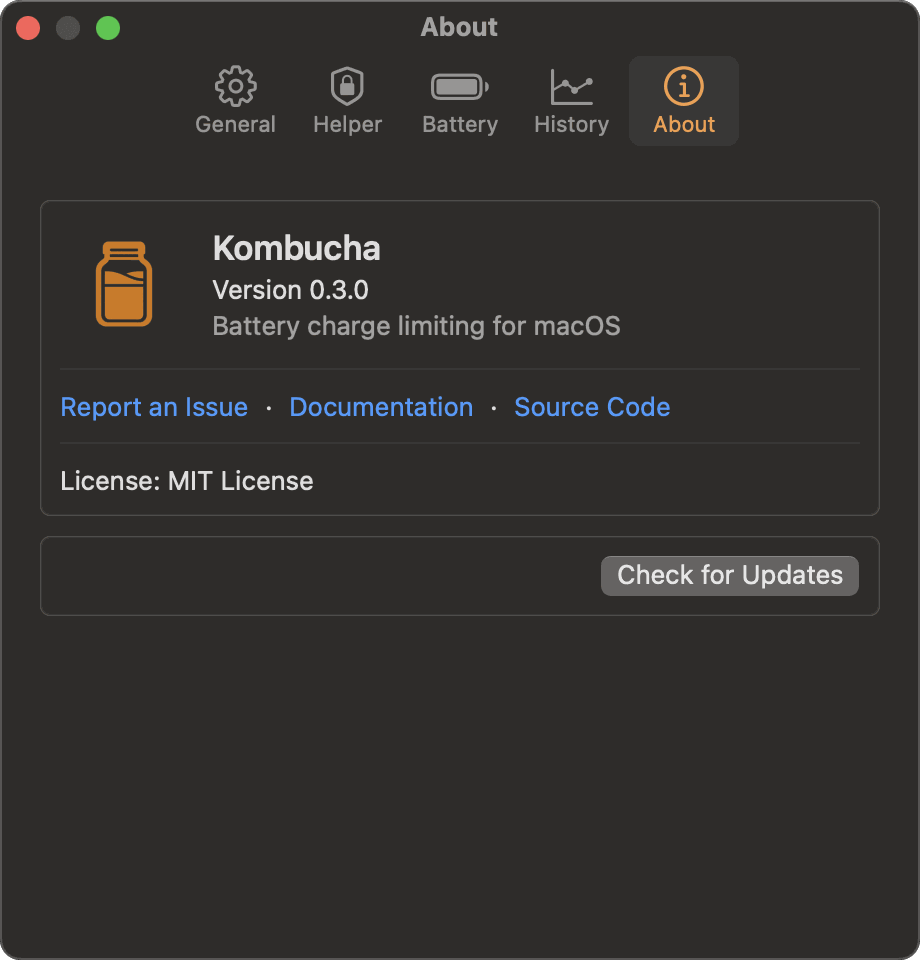 About
General Helper Battery History About
Kombucha
Version 0.3.0
Battery charge limiting for macOS
Report an Issue · Documentation · Source Code
License: MIT License
Check for Updates